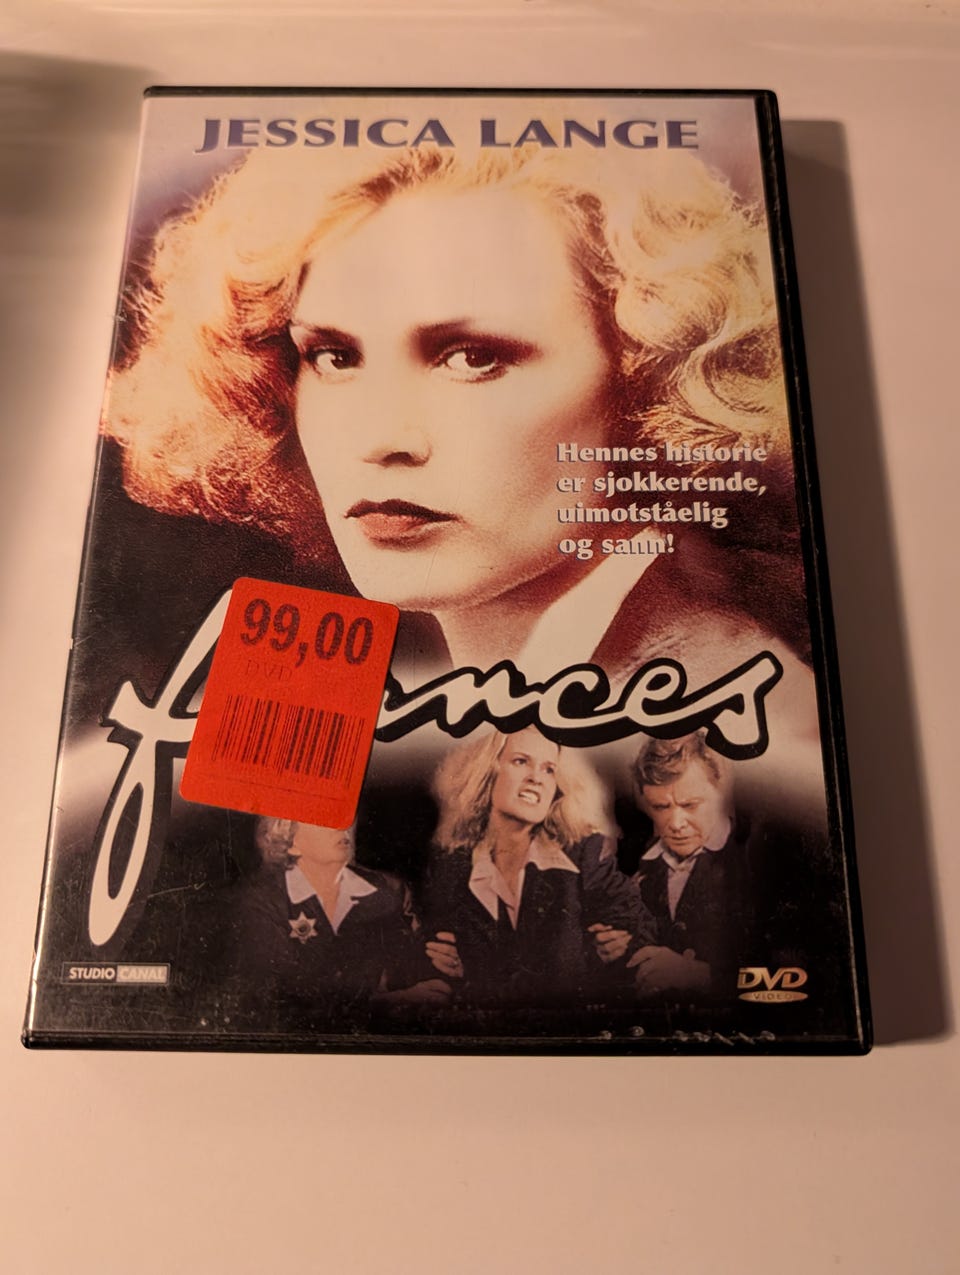 JESSICA LANGE
Hennes historie
er sjokkerende,
uimotståelig
og sann!
99,00
DVD
STUDIO CANAL
DVD
VIDEO